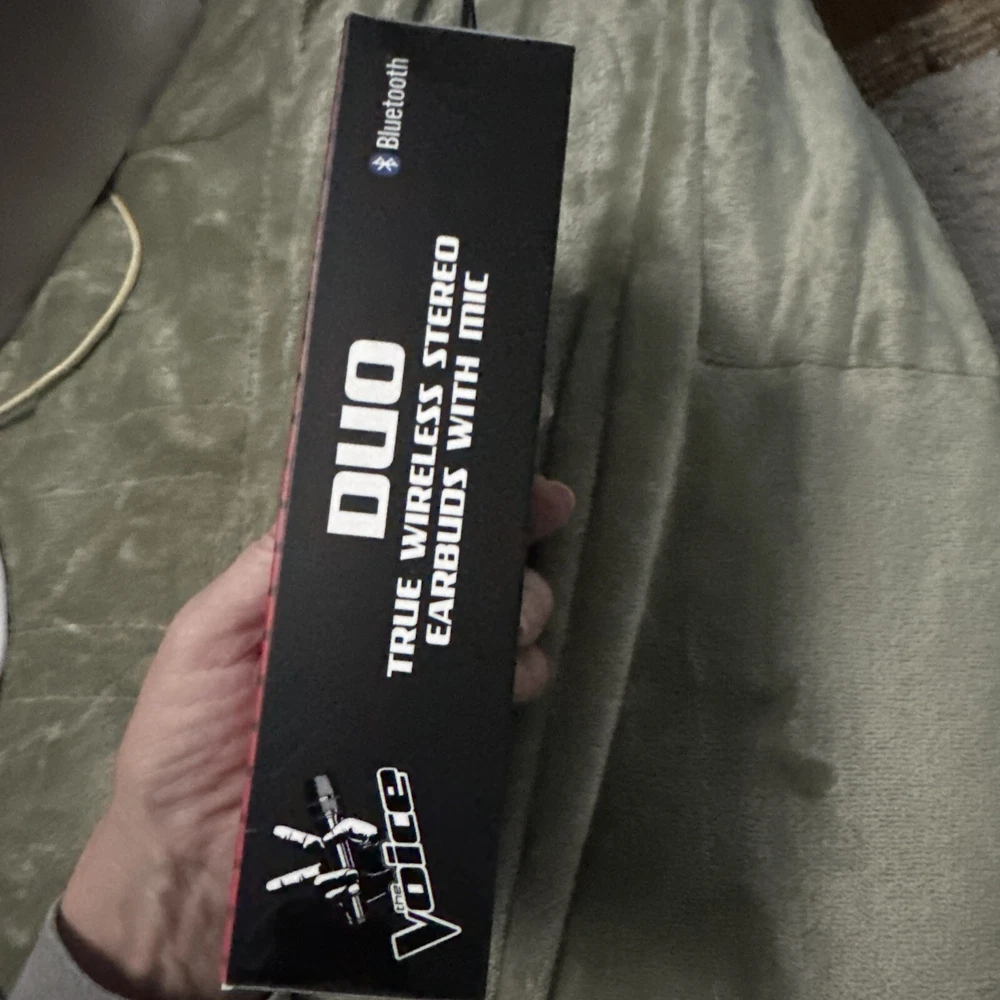 the
Voice
DUO
TRUE WIRELESS STEREO
EARBUDS WITH MIC
Bluetooth